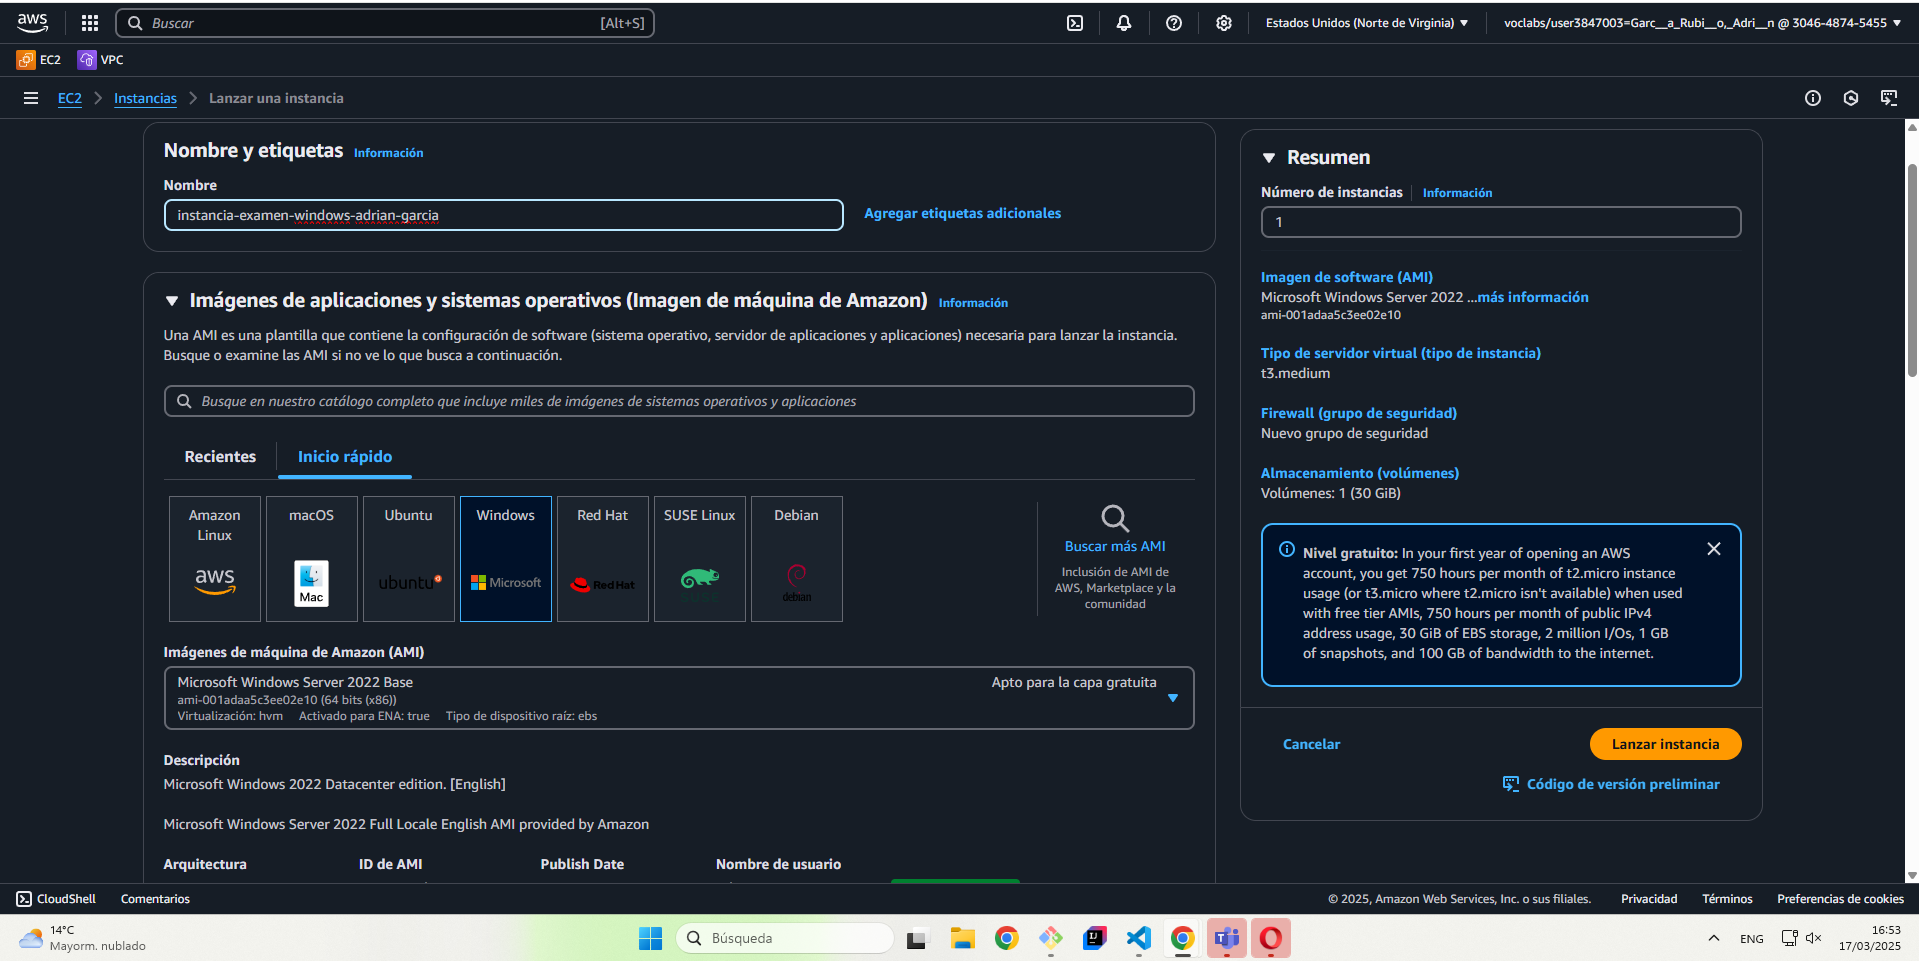 aws
Buscar
[Alt+S]
Estados Unidos (Norte de Virginia)
voclabs/user3847003=Garc__a_Rubi__o,_Adri__n @ 3046-4874-5455
EC2
VPC
EC2
Instancias
Lanzar una instancia
Nombre y etiquetas
Información
Nombre
instancia-examen-windows-adrian-garcia
Agregar etiquetas adicionales
Imágenes de aplicaciones y sistemas operativos (Imagen de máquina de Amazon)
Información
Una AMI es una plantilla que contiene la configuración de software (sistema operativo, servidor de aplicaciones y aplicaciones) necesaria para lanzar la instancia.
Busque o examine las AMI si no ve lo que busca a continuación.
Busque en nuestro catálogo completo que incluye miles de imágenes de sistemas operativos y aplicaciones
Recientes
Inicio rápido
Amazon
Linux
aws
macOS
Mac
Ubuntu
ubuntu
Windows
Microsoft
Red Hat
Red Hat
SUSE Linux
Debian
debian
Buscar más AMI
Inclusión de AMI de
AWS, Marketplace y la
comunidad
Imágenes de máquina de Amazon (AMI)
Microsoft Windows Server 2022 Base
Apto para la capa gratuita
ami-001adaa5c3ee02e10 (64 bits (x86))
Virtualización: hvm
Activado para ENA: true
Tipo de dispositivo raíz: ebs
Descripción
Microsoft Windows 2022 Datacenter edition. [English]
Microsoft Windows Server 2022 Full Locale English AMI provided by Amazon
Arquitectura
ID de AMI
Publish Date
Nombre de usuario
Resumen
Número de instancias
Información
1
Imagen de software (AMI)
Microsoft Windows Server 2022 ...más información
ami-001adaa5c3ee02e10
Tipo de servidor virtual (tipo de instancia)
t3.medium
Firewall (grupo de seguridad)
Nuevo grupo de seguridad
Almacenamiento (volúmenes)
Volúmenes: 1 (30 GiB)
Nivel gratuito: In your first year of opening an AWS
account, you get 750 hours per month of t2.micro instance
usage (or t3.micro where t2.micro isn't available) when used
with free tier AMIs, 750 hours per month of public IPv4
address usage, 30 GiB of EBS storage, 2 million I/Os, 1 GB
of snapshots, and 100 GB of bandwidth to the internet.
Cancelar
Lanzar instancia
Código de versión preliminar
CloudShell
Comentarios
© 2025, Amazon Web Services, Inc. o sus filiales.
Privacidad
Términos
Preferencias de cookies
14°C
Mayorm. nublado
Búsqueda
ENG
16:53
17/03/2025